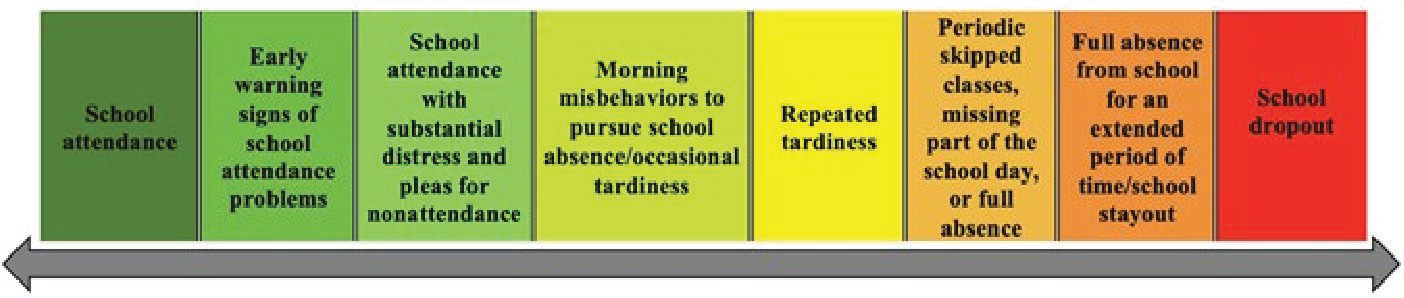 School
attendance
Early
warning
signs of
school
attendance
problems
School
attendance
with
substantial
distress and
pleas for
nonattendance
Morning
misbehaviors to
pursue school
absence/occasional
tardiness
Repeated
tardiness
Periodic
skipped
classes,
missing
part of the
school day,
or full
absence
Full absence
from school
for an
extended
period of
time/school
stayout
School
dropout